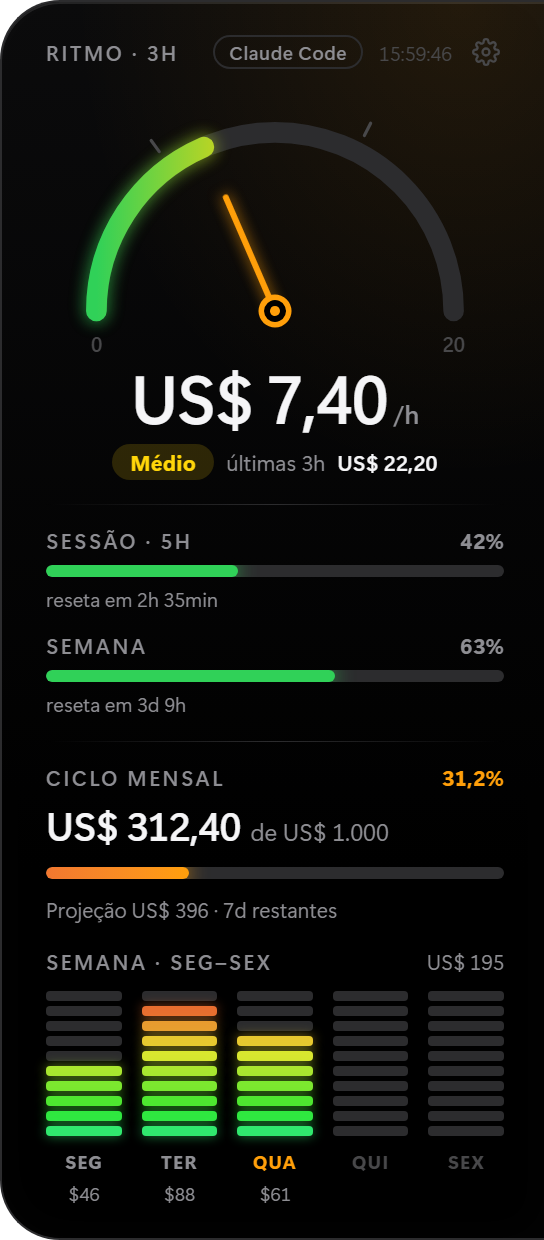 RITMO · 3H Claude Code 15:59:46
0 20
US$ 7,40 /h
Médio últimas 3h US$ 22,20
SESSÃO · 5H 42%
reseta em 2h 35min
SEMANA 63%
reseta em 3d 9h
CICLO MENSAL 31,2%
US$ 312,40 de US$ 1.000
Projeção US$ 396 · 7d restantes
SEMANA · SEG–SEX US$ 195
SEG TER QUA QUI SEX
$46 $88 $61